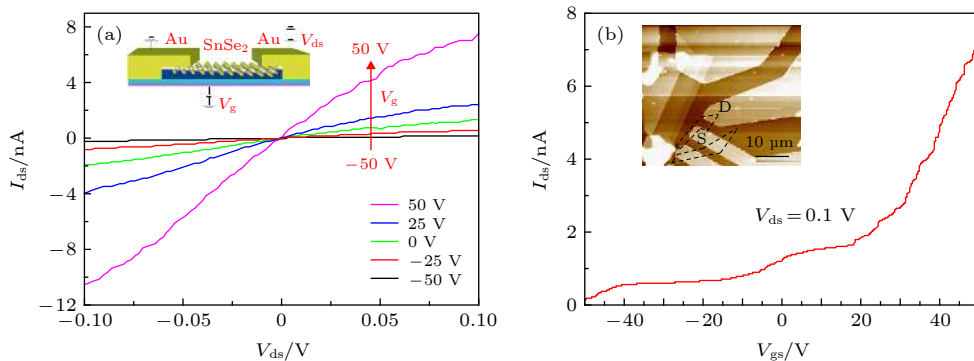 (a)
Au
SnSe2
Au
Vds
Vg
50 V
Vg
−50 V
50 V
25 V
0 V
−25 V
−50 V
8
4
0
−4
−8
−12
Ids/nA
−0.10
−0.05
0
0.05
0.10
Vds/V
(b)
D
S
10 µm
Vds = 0.1 V
8
6
4
2
0
Ids/nA
−40
−20
0
20
40
Vgs/V